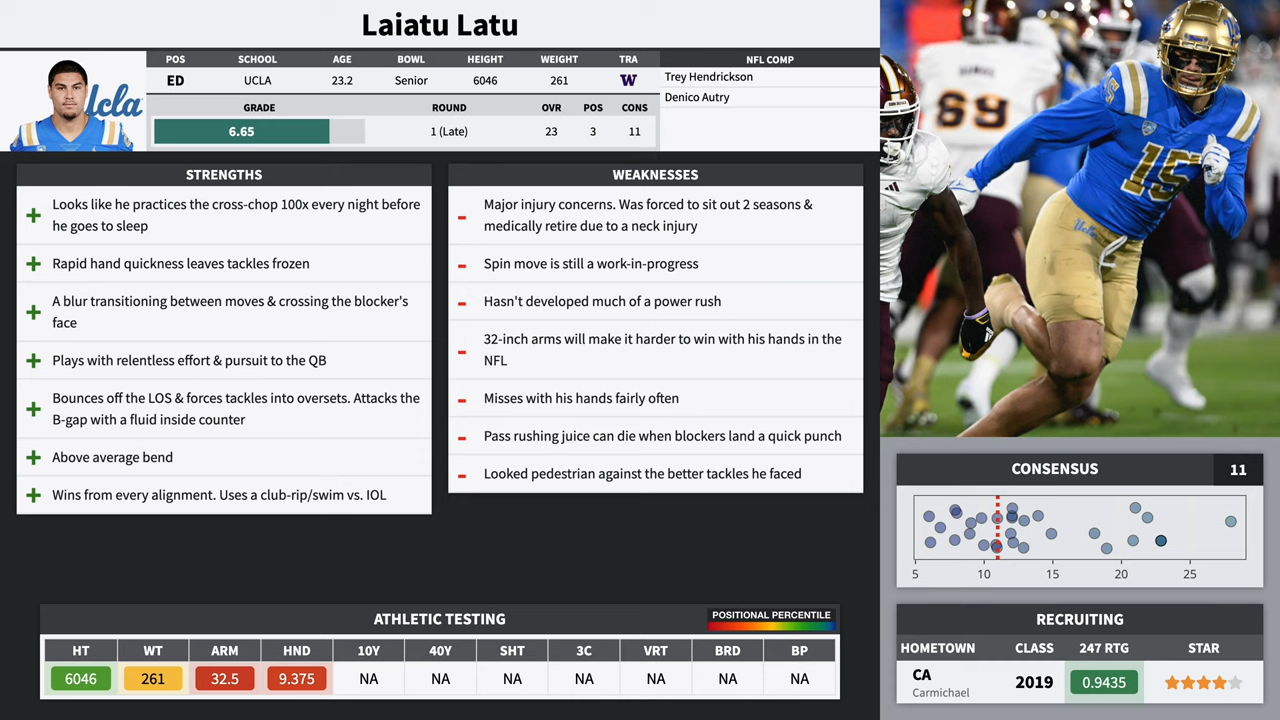 Laiatu Latu
POS SCHOOL AGE BOWL HEIGHT WEIGHT TRA
ED UCLA 23.2 Senior 6046 261 W
GRADE ROUND OVR POS CONS
6.65 1 (Late) 23 3 11
NFL COMP
Trey Hendrickson
Denico Autry
Ucla
STRENGTHS
+ Looks like he practices the cross-chop 100x every night before
he goes to sleep
+ Rapid hand quickness leaves tackles frozen
+ A blur transitioning between moves & crossing the blocker's
face
+ Plays with relentless effort & pursuit to the QB
+ Bounces off the LOS & forces tackles into oversets. Attacks the
B-gap with a fluid inside counter
+ Above average bend
+ Wins from every alignment. Uses a club-rip/swim vs. IOL
WEAKNESSES
- Major injury concerns. Was forced to sit out 2 seasons &
medically retire due to a neck injury
- Spin move is still a work-in-progress
- Hasn't developed much of a power rush
- 32-inch arms will make it harder to win with his hands in the
NFL
- Misses with his hands fairly often
- Pass rushing juice can die when blockers land a quick punch
- Looked pedestrian against the better tackles he faced
69
15
Ucla
CONSENSUS 11
5 10 15 20 25
ATHLETIC TESTING
POSITIONAL PERCENTILE
HT WT ARM HND 10Y 40Y SHT 3C VRT BRD BP
6046 261 32.5 9.375 NA NA NA NA NA NA NA
RECRUITING
HOMETOWN CLASS 247 RTG STAR
CA 2019 0.9435
Carmichael